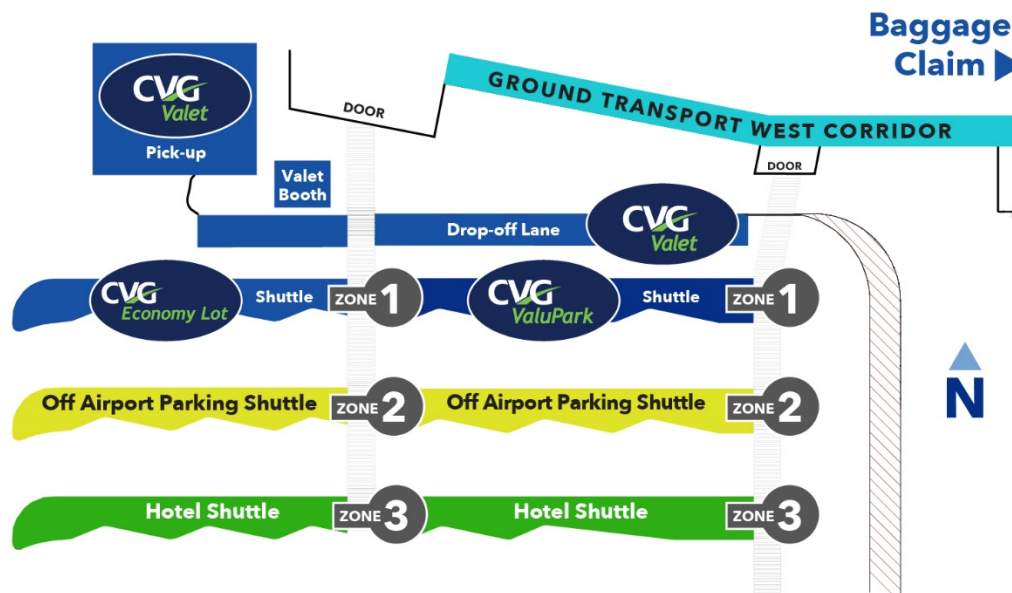 Baggage
Claim
CVG
Valet
Pick-up
DOOR
GROUND TRANSPORT WEST CORRIDOR
DOOR
Valet
Booth
Drop-off Lane
CVG
Valet
CVG
Economy Lot
Shuttle
ZONE 1
CVG
ValuPark
Shuttle
ZONE 1
N
Off Airport Parking Shuttle
ZONE 2
Off Airport Parking Shuttle
ZONE 2
Hotel Shuttle
ZONE 3
Hotel Shuttle
ZONE 3